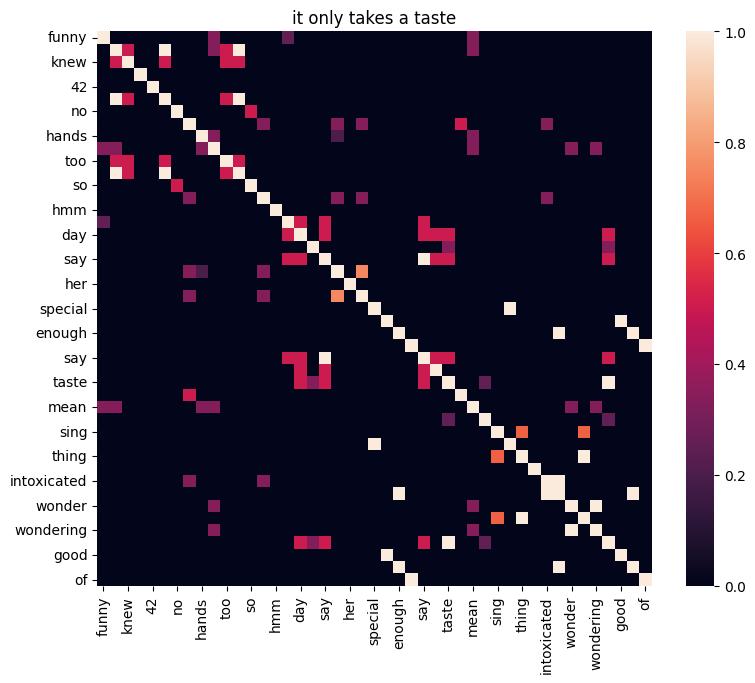 it only takes a taste
funny
knew
42
no
hands
too
so
hmm
day
say
her
special
enough
say
taste
mean
sing
thing
intoxicated
wonder
wondering
good
of
1.0
0.8
0.6
0.4
0.2
0.0
funny
knew
42
no
hands
too
so
hmm
day
say
her
special
enough
say
taste
mean
sing
thing
intoxicated
wonder
wondering
good
of